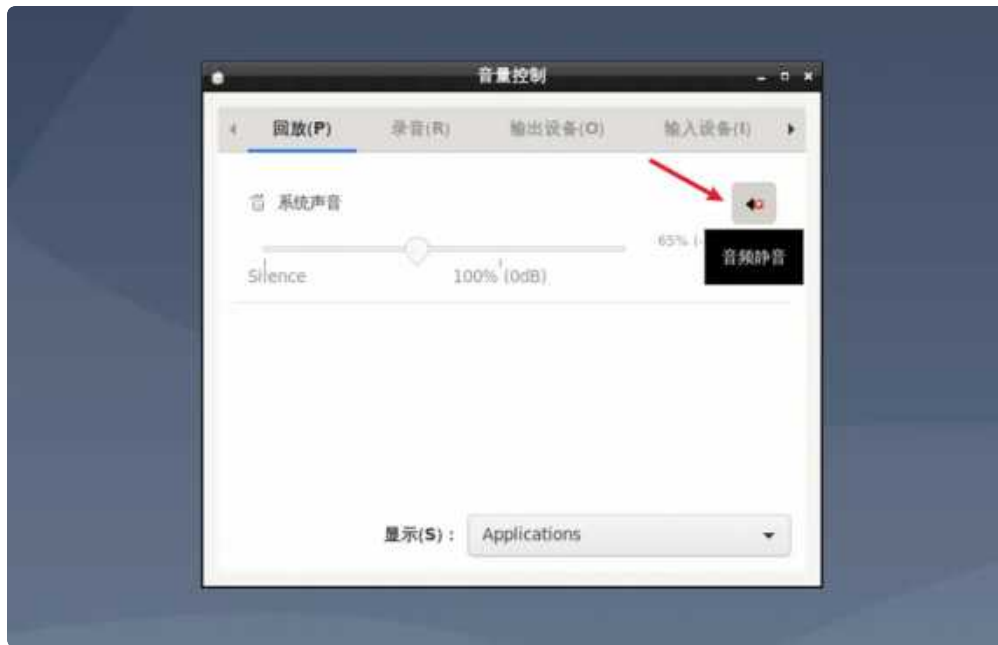 音量控制
回放(P) 录音(R) 输出设备(O) 输入设备(I)
系统声音
65% (-
音频静音
Silence 100% (0dB)
显示(S)： Applications